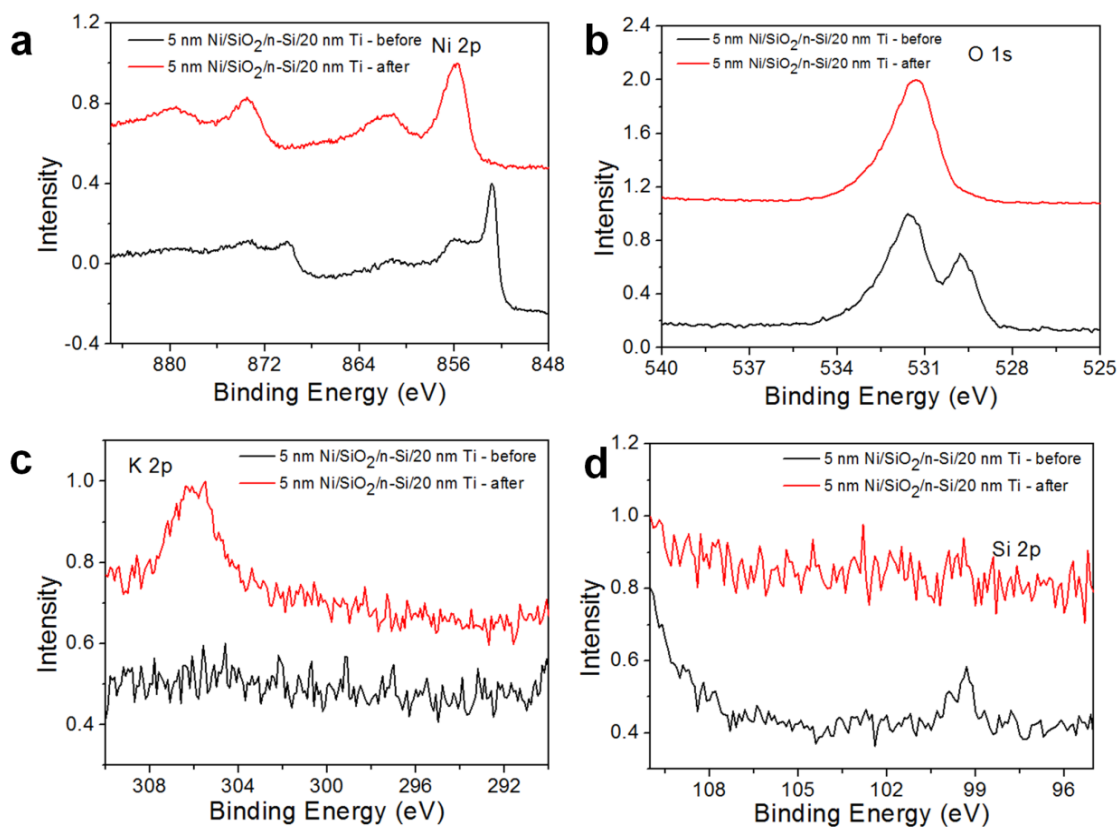 a
5 nm Ni/SiO₂/n-Si/20 nm Ti - before
5 nm Ni/SiO₂/n-Si/20 nm Ti - after
Ni 2p
1.2
0.8
0.4
0.0
-0.4
Intensity
880 872 864 856 848
Binding Energy (eV)
b
5 nm Ni/SiO₂/n-Si/20 nm Ti - before
5 nm Ni/SiO₂/n-Si/20 nm Ti - after
O 1s
2.4
2.0
1.6
1.2
0.8
0.4
0.0
Intensity
540 537 534 531 528 525
Binding Energy (eV)
c
K 2p
5 nm Ni/SiO₂/n-Si/20 nm Ti - before
5 nm Ni/SiO₂/n-Si/20 nm Ti - after
1.0
0.8
0.6
0.4
Intensity
308 304 300 296 292
Binding Energy (eV)
d
5 nm Ni/SiO₂/n-Si/20 nm Ti - before
5 nm Ni/SiO₂/n-Si/20 nm Ti - after
Si 2p
1.2
1.0
0.8
0.6
0.4
Intensity
108 105 102 99 96
Binding Energy (eV)